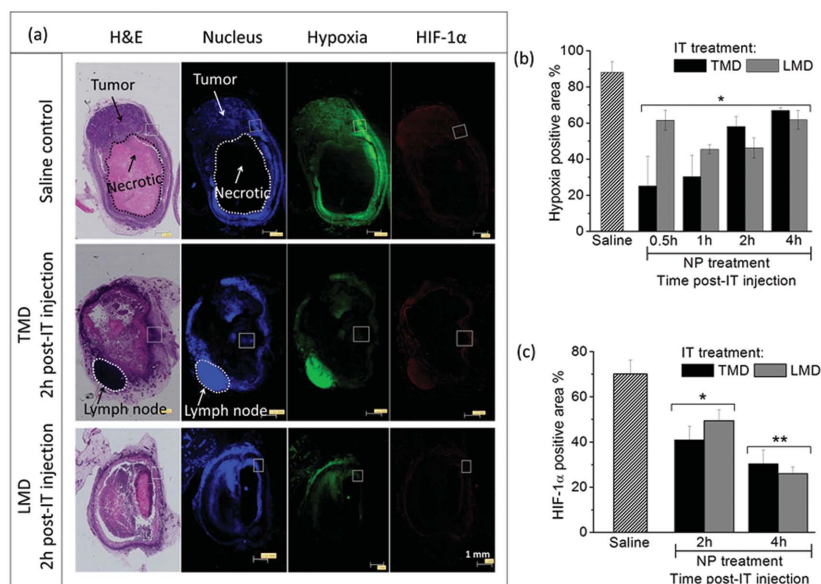 (a)
H&E
Nucleus
Hypoxia
HIF-1α
Saline control
Tumor
Necrotic
Tumor
Necrotic
TMD
2h post-IT injection
Lymph node
Lymph node
LMD
2h post-IT injection
1 mm
(b)
Hypoxia positive area %
100
80
60
40
20
0
IT treatment:
TMD
LMD
*
Saline
0.5h
1h
2h
4h
NP treatment
Time post-IT injection
(c)
HIF-1α positive area %
80
60
40
20
0
IT treatment:
TMD
LMD
*
**
Saline
2h
4h
NP treatment
Time post-IT injection